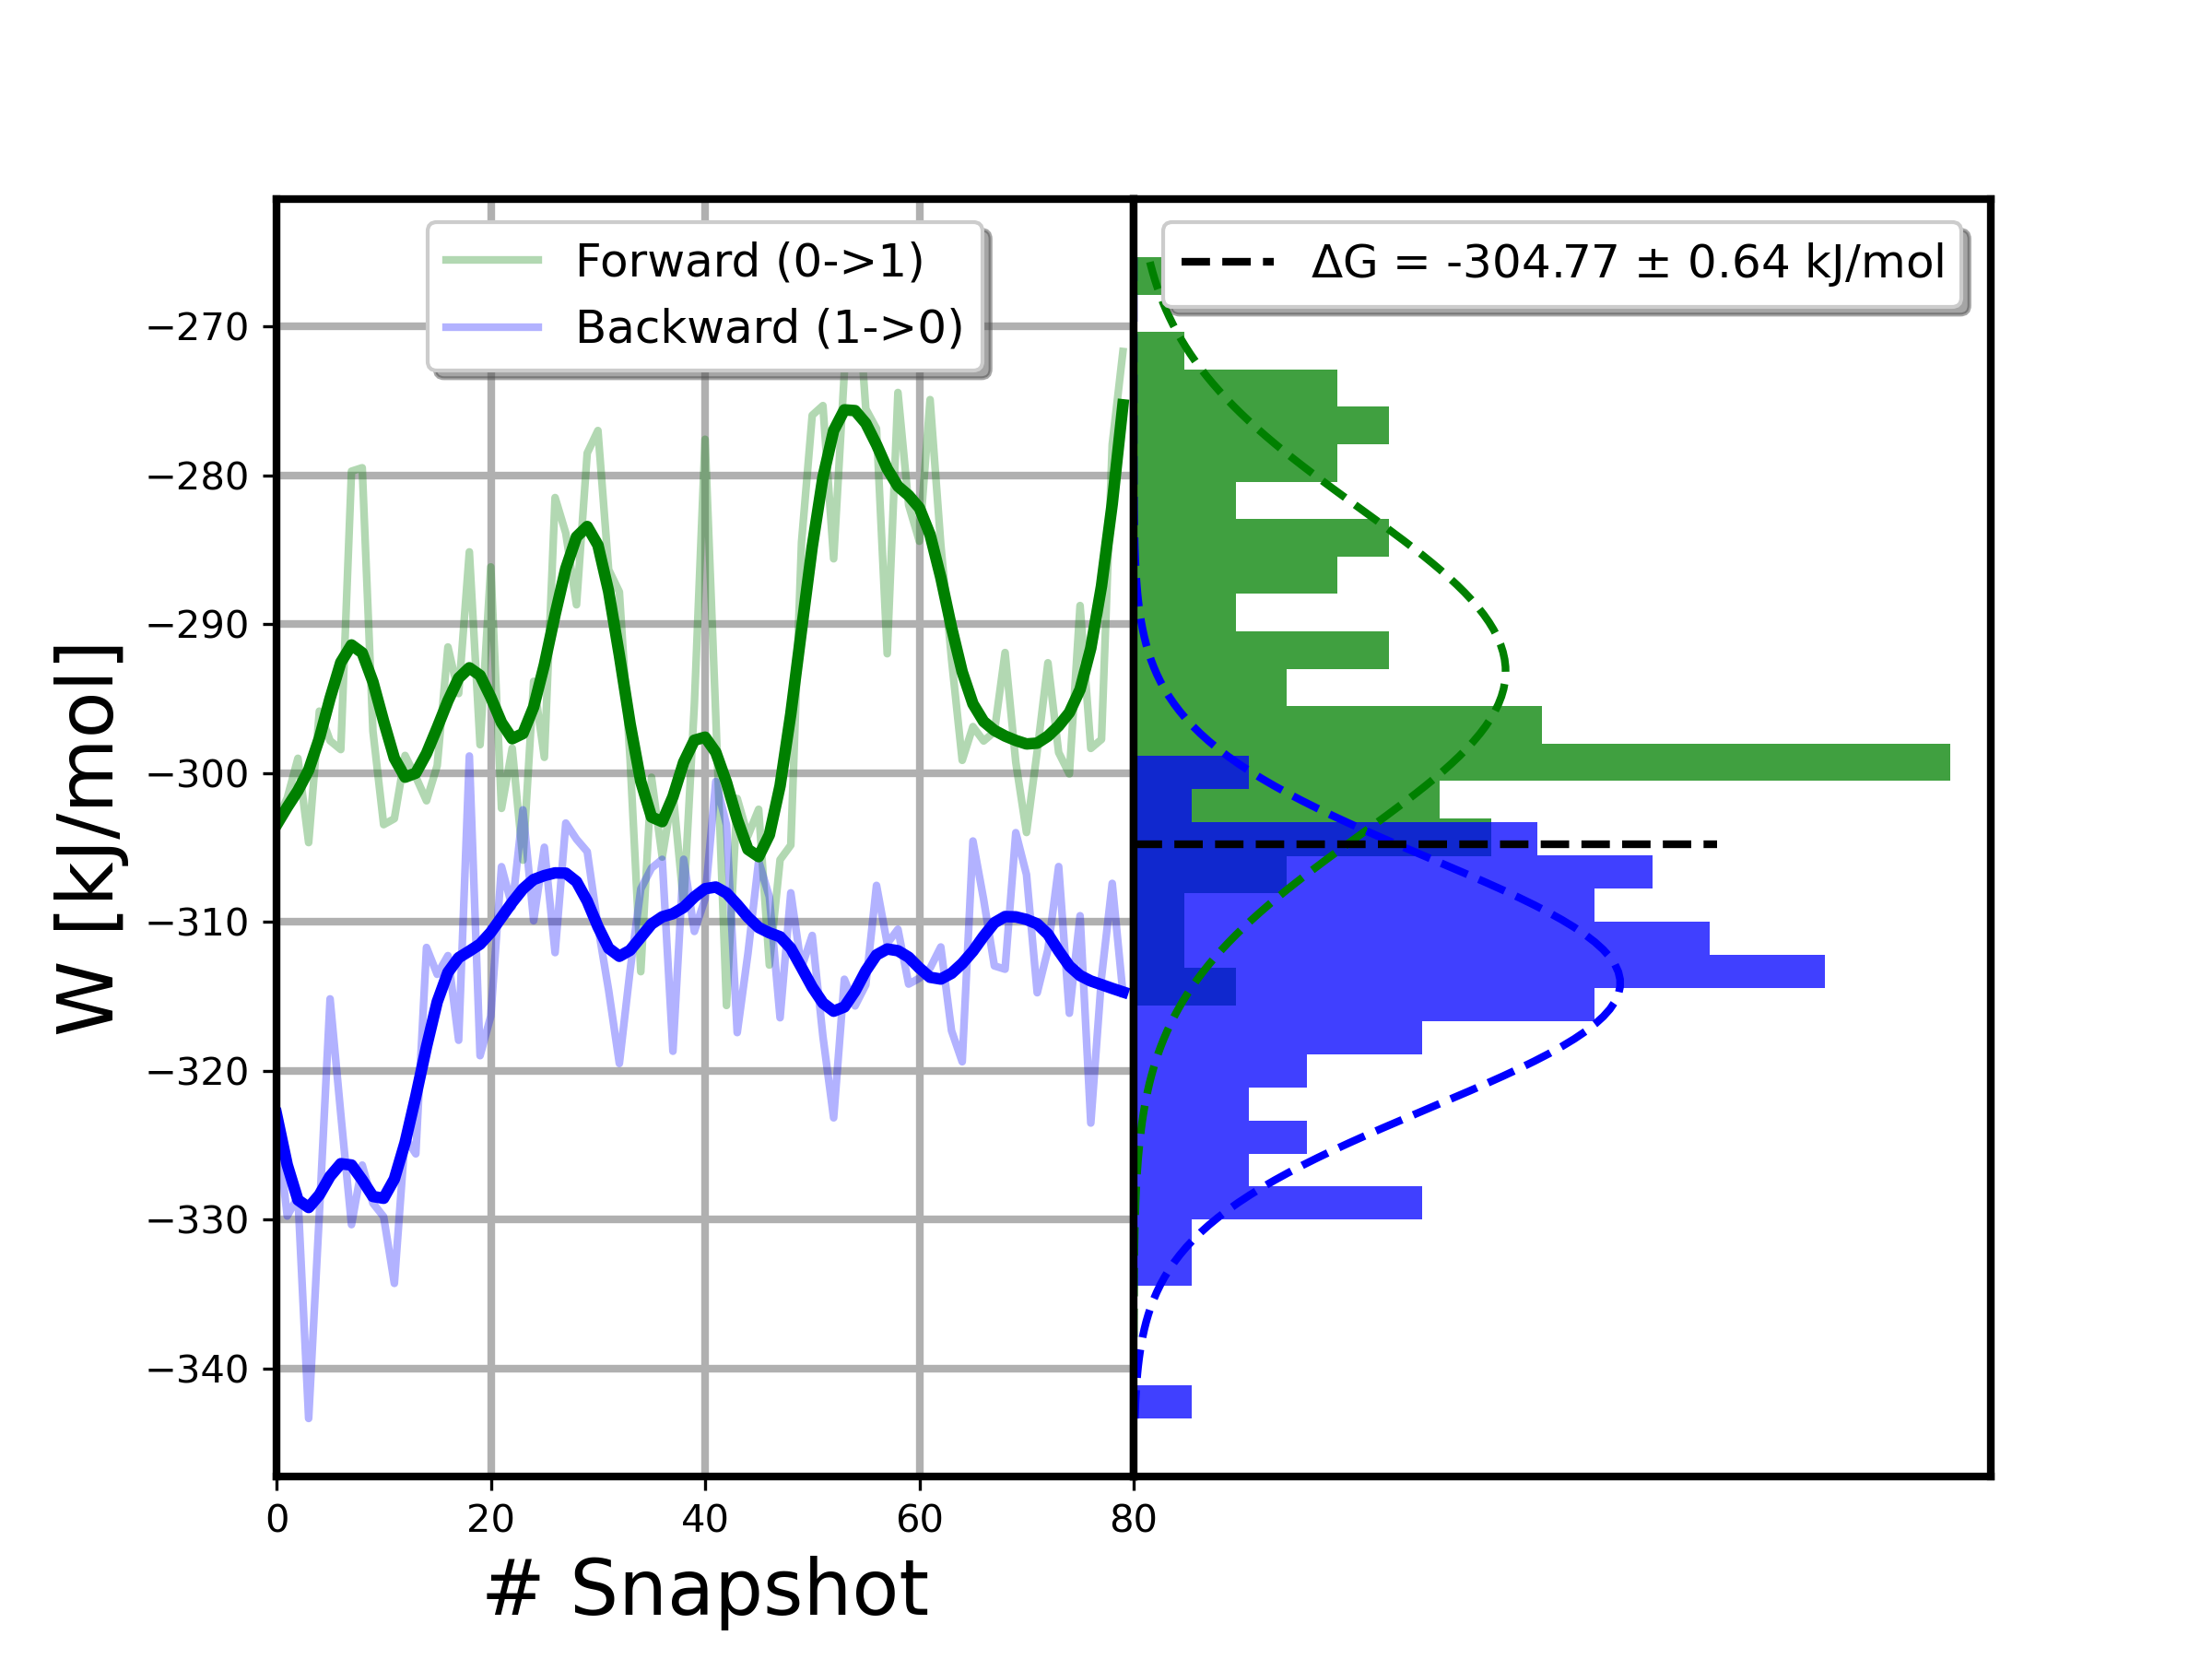 Forward (0->1)
Backward (1->0)
ΔG = -304.77 ± 0.64 kJ/mol
W [kJ/mol]
−270
−280
−290
−300
−310
−320
−330
−340
0 20 40 60 80
# Snapshot